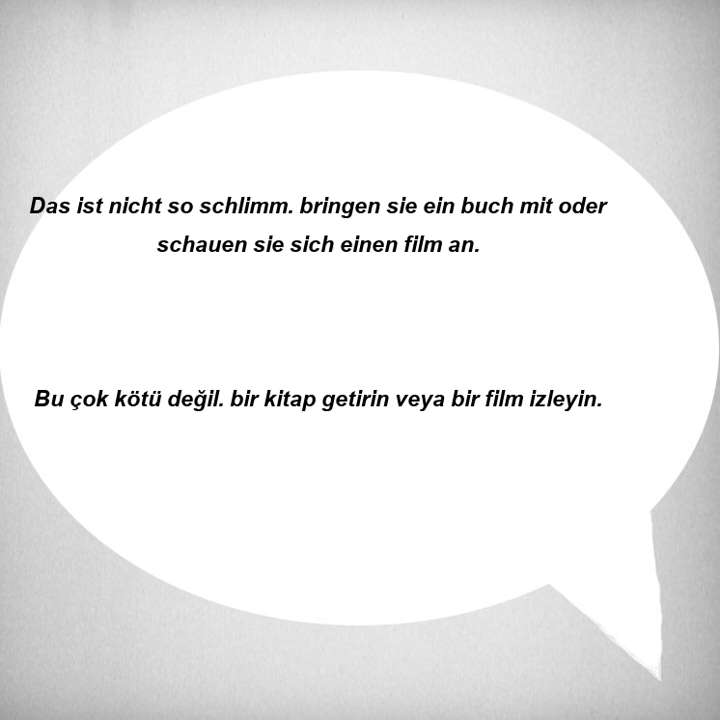 Das ist nicht so schlimm. bringen sie ein buch mit oder
schauen sie sich einen film an.
Bu çok kötü değil. bir kitap getirin veya bir film izleyin.